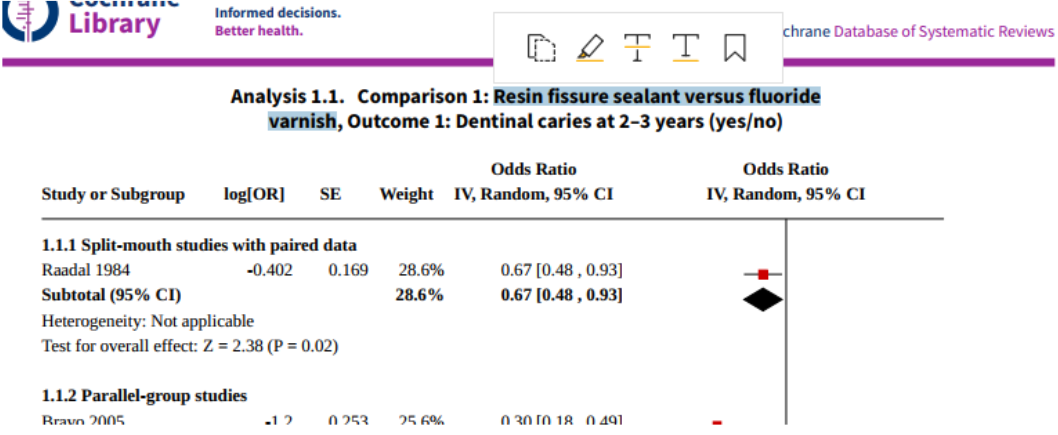 Cochrane
Library
Informed decisions.
Better health.
chrane Database of Systematic Reviews
Analysis 1.1. Comparison 1: Resin fissure sealant versus fluoride
varnish, Outcome 1: Dentinal caries at 2–3 years (yes/no)
Odds Ratio Odds Ratio
Study or Subgroup log[OR] SE Weight IV, Random, 95% CI IV, Random, 95% CI
1.1.1 Split-mouth studies with paired data
Raadal 1984 -0.402 0.169 28.6% 0.67 [0.48 , 0.93]
Subtotal (95% CI) 28.6% 0.67 [0.48 , 0.93]
Heterogeneity: Not applicable
Test for overall effect: Z = 2.38 (P = 0.02)
1.1.2 Parallel-group studies
Bravo 2005 -1.2 0.253 25.6% 0.30 [0.18 , 0.49]